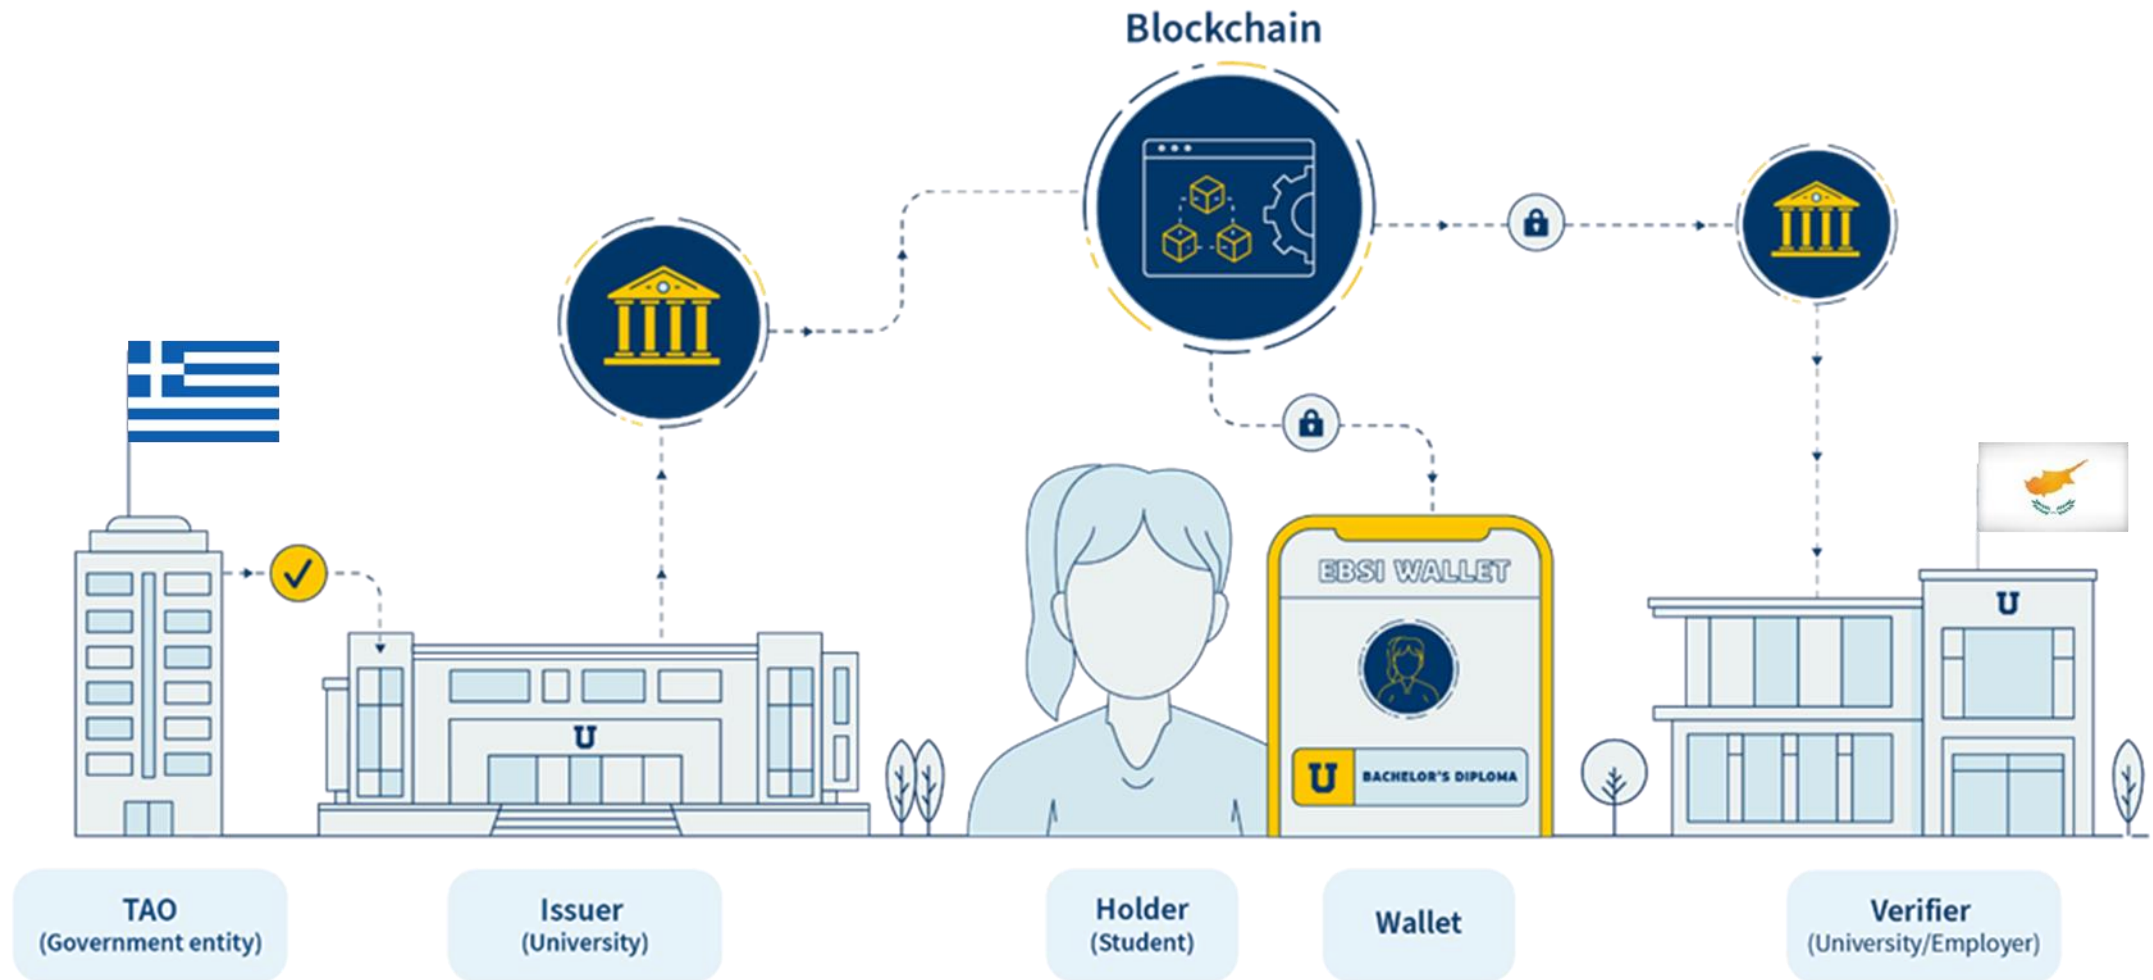 Blockchain
EBSI WALLET
U
U
U BACHELOR'S DIPLOMA
TAO
(Government entity)
Issuer
(University)
Holder
(Student)
Wallet
Verifier
(University/Employer)